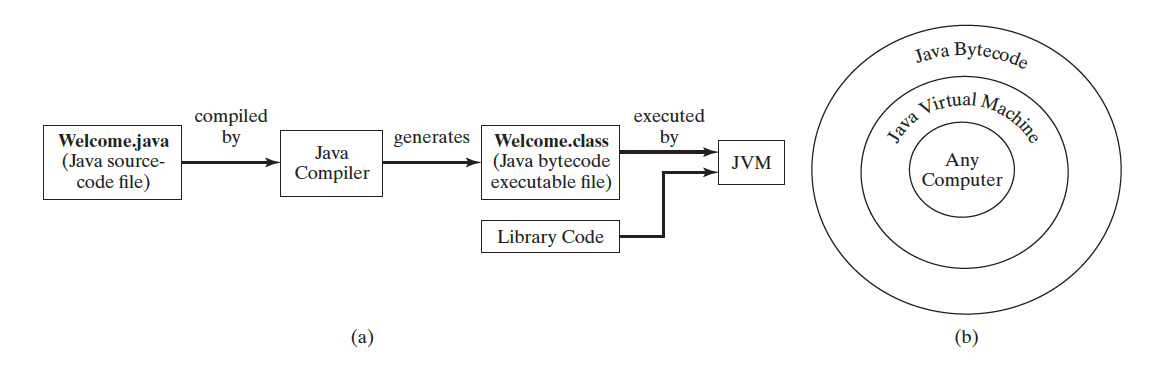 compiled
by
Welcome.java
(Java source-
code file)
Java
Compiler
generates
Welcome.class
(Java bytecode
executable file)
executed
by
JVM
Library Code
(a)
Java Bytecode
Java Virtual Machine
Any
Computer
(b)